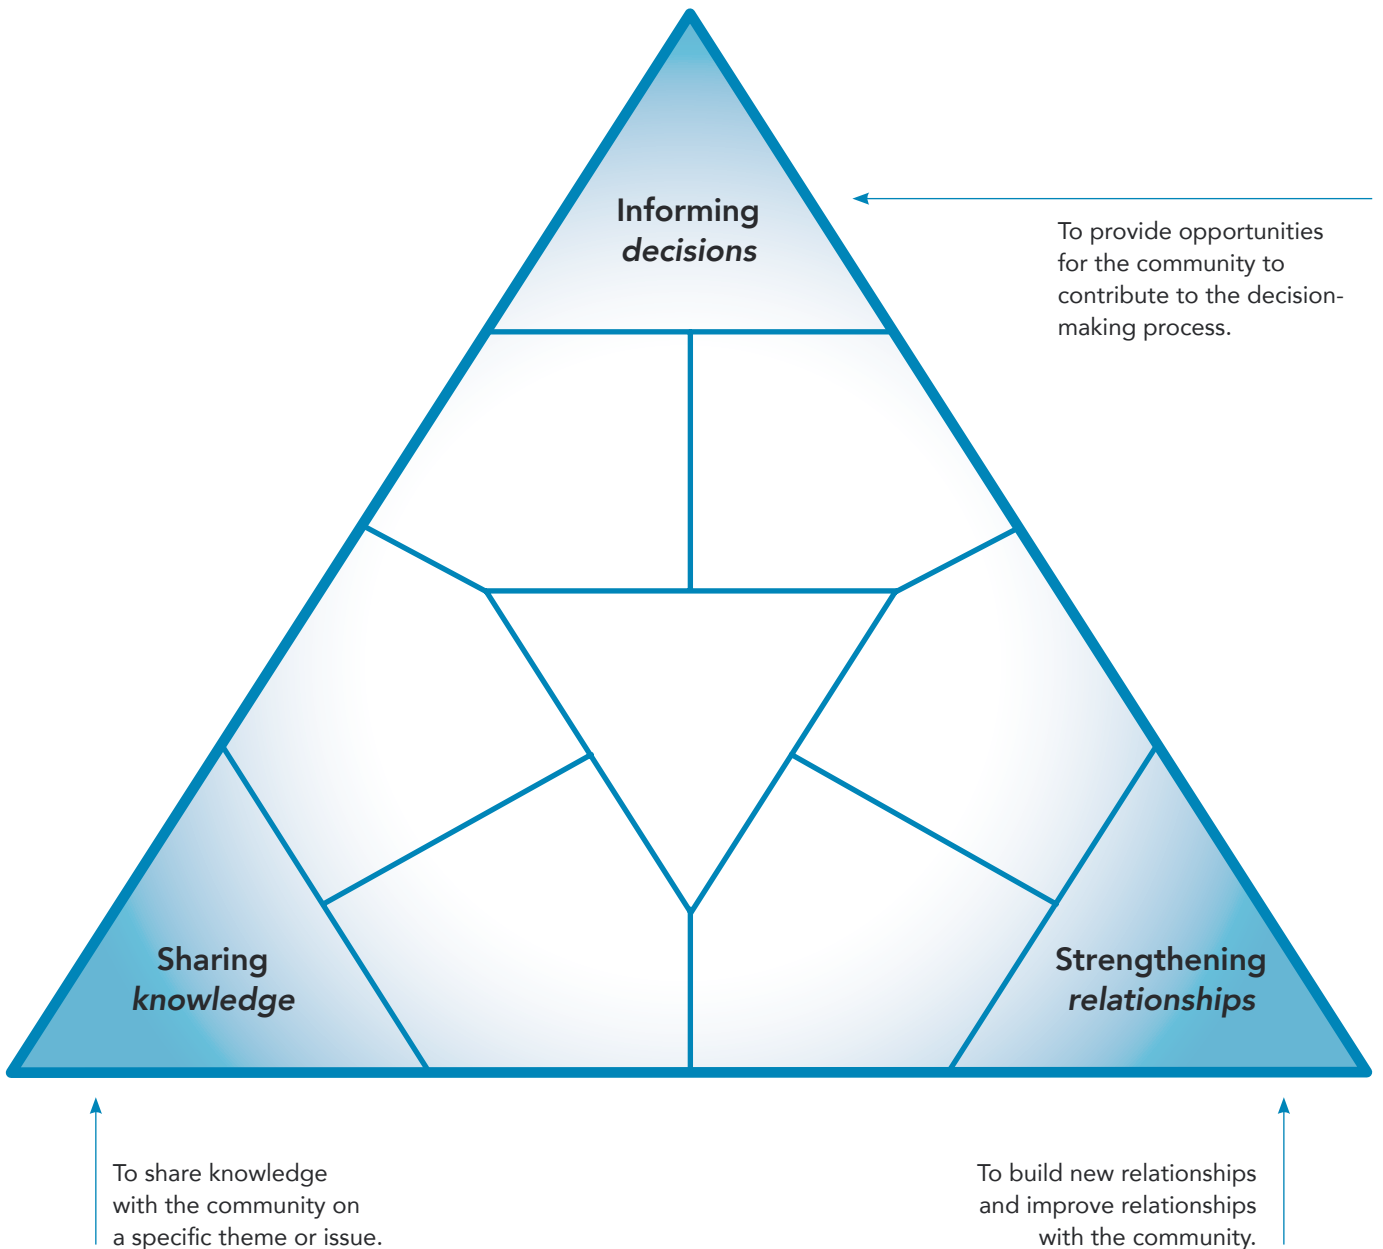 Informing
decisions
To provide opportunities
for the community to
contribute to the decision-
making process.
Sharing
knowledge
Strengthening
relationships
To share knowledge
with the community on
a specific theme or issue.
To build new relationships
and improve relationships
with the community.